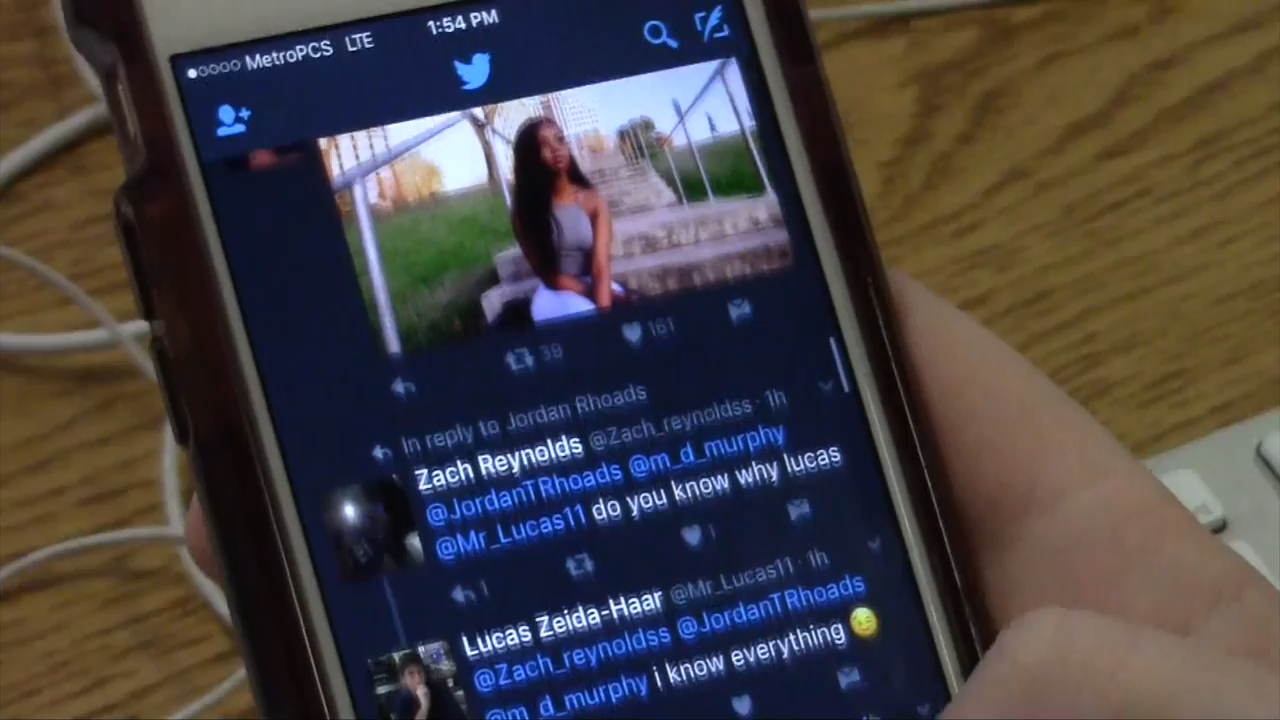 MetroPCS LTE 1:54 PM
39 161
In reply to Jordan Rhoads
Zach Reynolds @Zach_reynoldss · 1h
@JordanTRhoads @m_d_murphy
@Mr_Lucas11 do you know why lucas
1 1
Lucas Zeida-Haar @Mr_Lucas11 · 1h
@Zach_reynoldss @JordanTRhoads
@m_d_murphy i know everything 😉